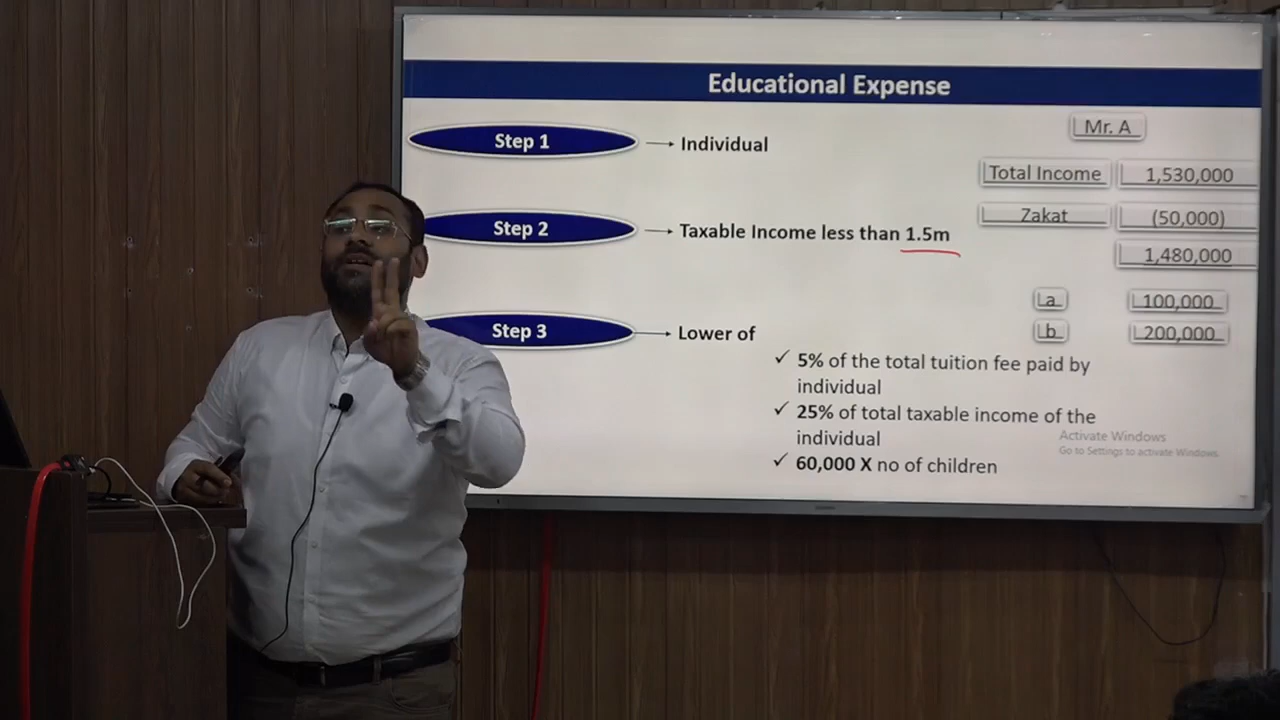 Educational Expense
Step 1
Individual
Mr. A
Total Income 1,530,000
Step 2
Taxable Income less than 1.5m
Zakat (50,000)
1,480,000
a 100,000
Step 3
Lower of
b 200,000
✓ 5% of the total tuition fee paid by
individual
✓ 25% of total taxable income of the
individual
✓ 60,000 X no of children
Activate Windows
Go to Settings to activate Windows.